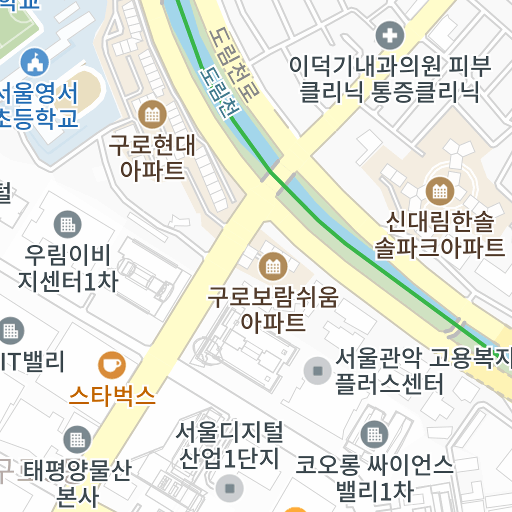 학교
도림천로
이덕기내과의원 피부
클리닉 통증클리닉
도림천
서울영서
초등학교
구로현대
아파트
신대림한솔
솔파크아파트
우림이비
지센터1차
구로보람쉬움
아파트
IT밸리
스타벅스
서울관악 고용복지
플러스센터
서울디지털
산업1단지
코오롱 싸이언스
밸리1차
태평양물산
본사